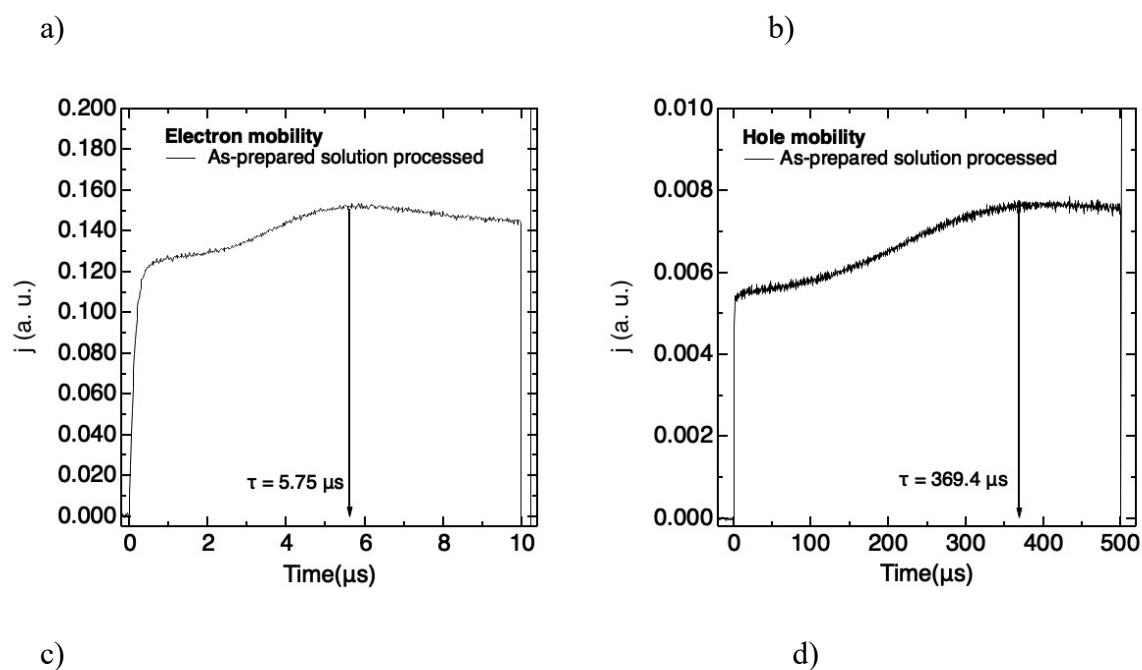 a)
b)
Electron mobility
As-prepared solution processed
0.200
0.180
0.160
0.140
0.120
0.100
0.080
0.060
0.040
0.020
0.000
j (a. u.)
τ = 5.75 μs
0 2 4 6 8 10
Time(μs)
Hole mobility
As-prepared solution processed
0.010
0.008
0.006
0.004
0.002
0.000
j (a. u.)
τ = 369.4 μs
0 100 200 300 400 500
Time(μs)
c)
d)